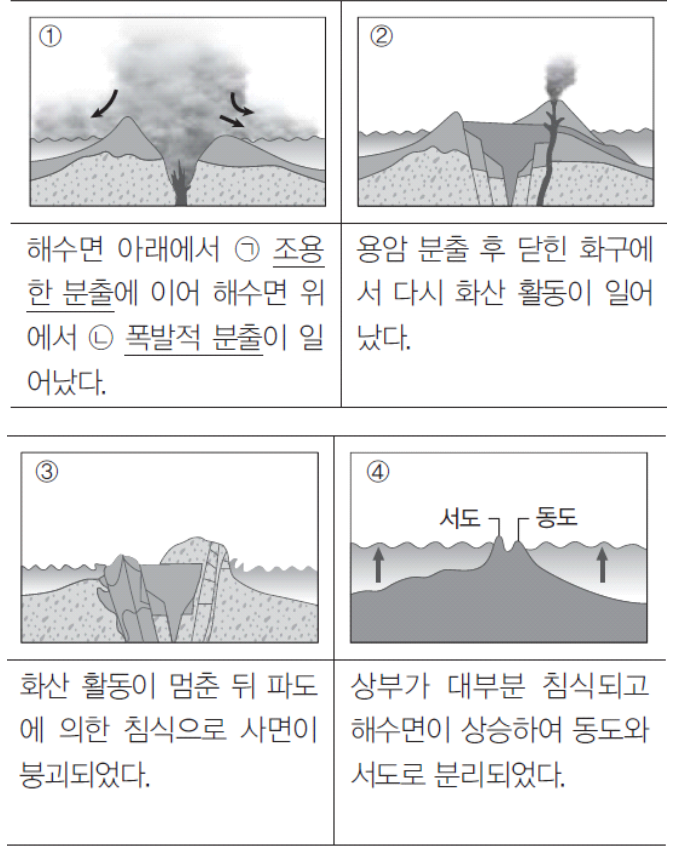 ①
②
해수면 아래에서 ㉠ 조용
한 분출에 이어 해수면 위
에서 ㉡ 폭발적 분출이 일
어났다.
용암 분출 후 닫힌 화구에
서 다시 화산 활동이 일어
났다.
③
④
서도
동도
화산 활동이 멈춘 뒤 파도
에 의한 침식으로 사면이
붕괴되었다.
상부가 대부분 침식되고
해수면이 상승하여 동도와
서도로 분리되었다.